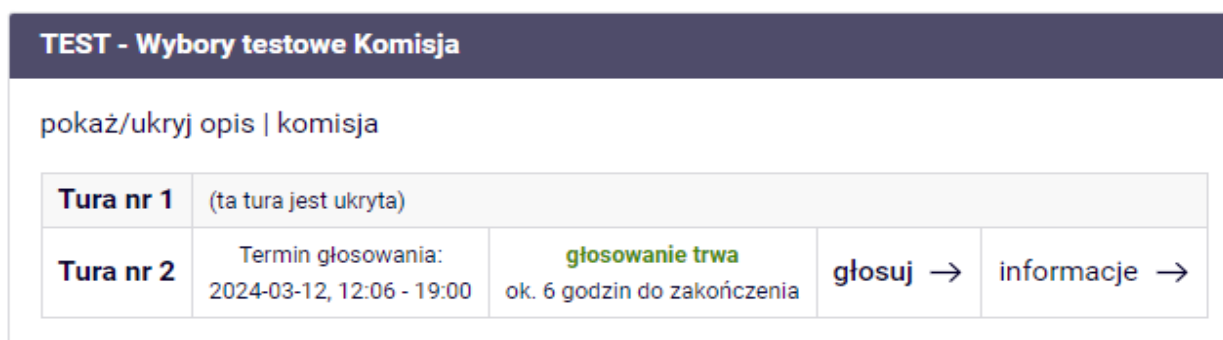 TEST - Wybory testowe Komisja
pokaż/ukryj opis | komisja
Tura nr 1 (ta tura jest ukryta)
Tura nr 2
Termin głosowania:
2024-03-12, 12:06 - 19:00
głosowanie trwa
ok. 6 godzin do zakończenia
głosuj →
informacje →